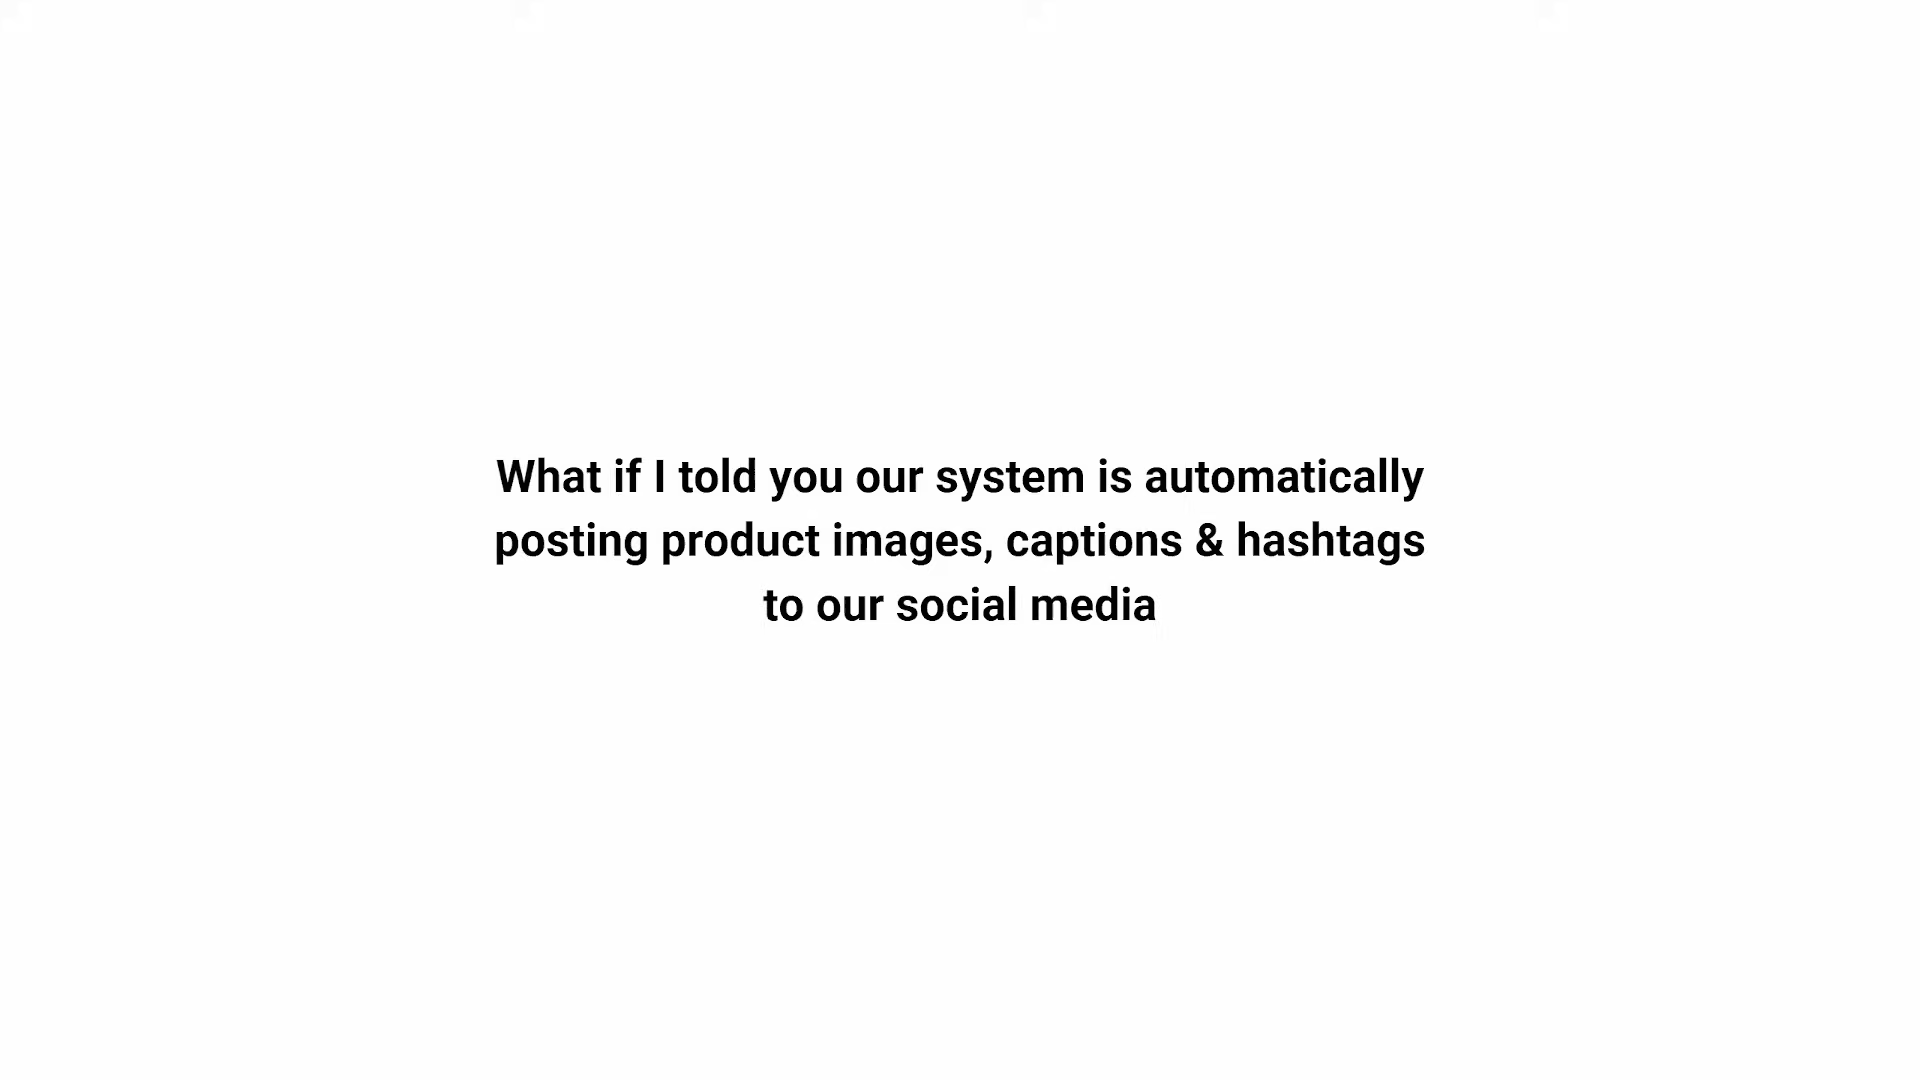 What if I told you our system is automatically
posting product images, captions & hashtags
to our social media